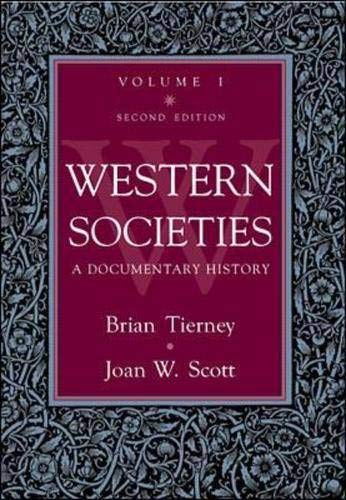 VOLUME I
SECOND EDITION
W
WESTERN
SOCIETIES
A DOCUMENTARY HISTORY
Brian Tierney
Joan W. Scott